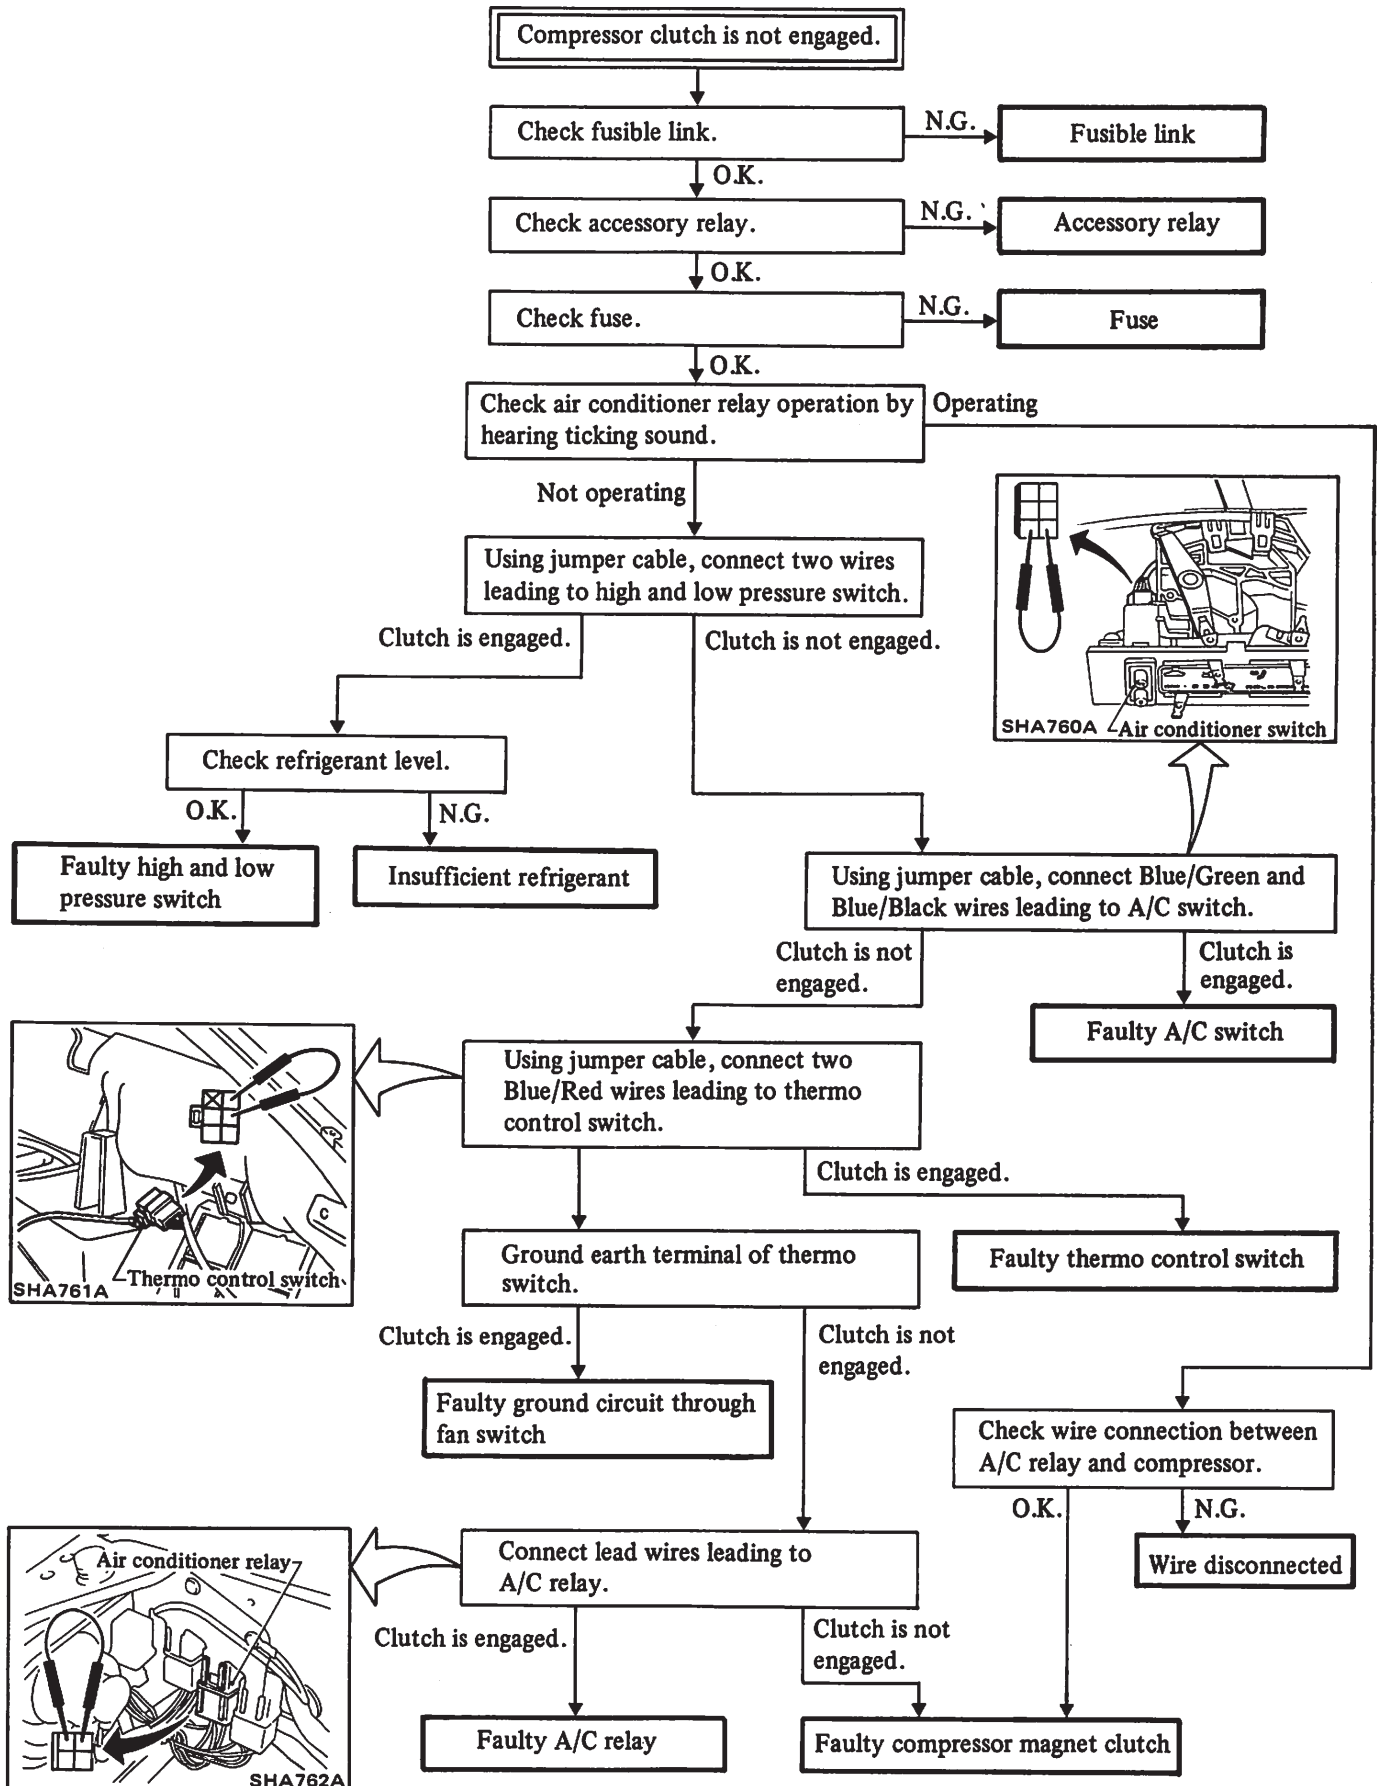 Compressor clutch is not engaged.
Check fusible link.
N.G.
Fusible link
O.K.
Check accessory relay.
N.G.
Accessory relay
O.K.
Check fuse.
N.G.
Fuse
O.K.
Check air conditioner relay operation by
hearing ticking sound.
Operating
Not operating
Using jumper cable, connect two wires
leading to high and low pressure switch.
Clutch is engaged.
Clutch is not engaged.
SHA760A
Air conditioner switch
Check refrigerant level.
O.K.
N.G.
Faulty high and low
pressure switch
Insufficient refrigerant
Using jumper cable, connect Blue/Green and
Blue/Black wires leading to A/C switch.
Clutch is not
engaged.
Clutch is
engaged.
Faulty A/C switch
Using jumper cable, connect two
Blue/Red wires leading to thermo
control switch.
C
SHA761A
Thermo control switch
Clutch is engaged.
Ground earth terminal of thermo
switch.
Faulty thermo control switch
Clutch is engaged.
Clutch is not
engaged.
Faulty ground circuit through
fan switch
Check wire connection between
A/C relay and compressor.
O.K.
N.G.
Wire disconnected
Connect lead wires leading to
A/C relay.
Air conditioner relay
SHA762A
Clutch is engaged.
Clutch is not
engaged.
Faulty A/C relay
Faulty compressor magnet clutch